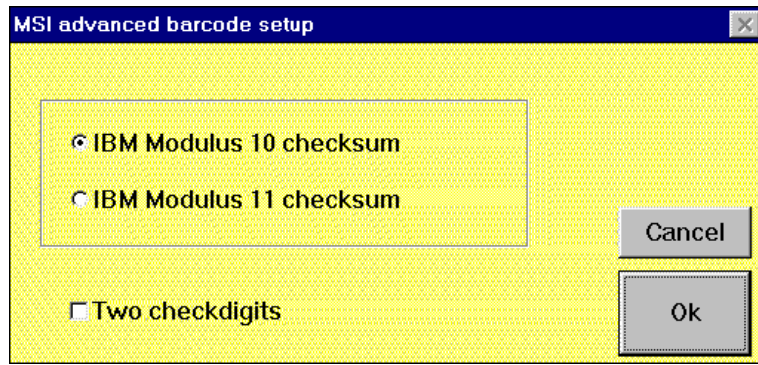 MSI advanced barcode setup
IBM Modulus 10 checksum
IBM Modulus 11 checksum
Cancel
Two checkdigits
Ok